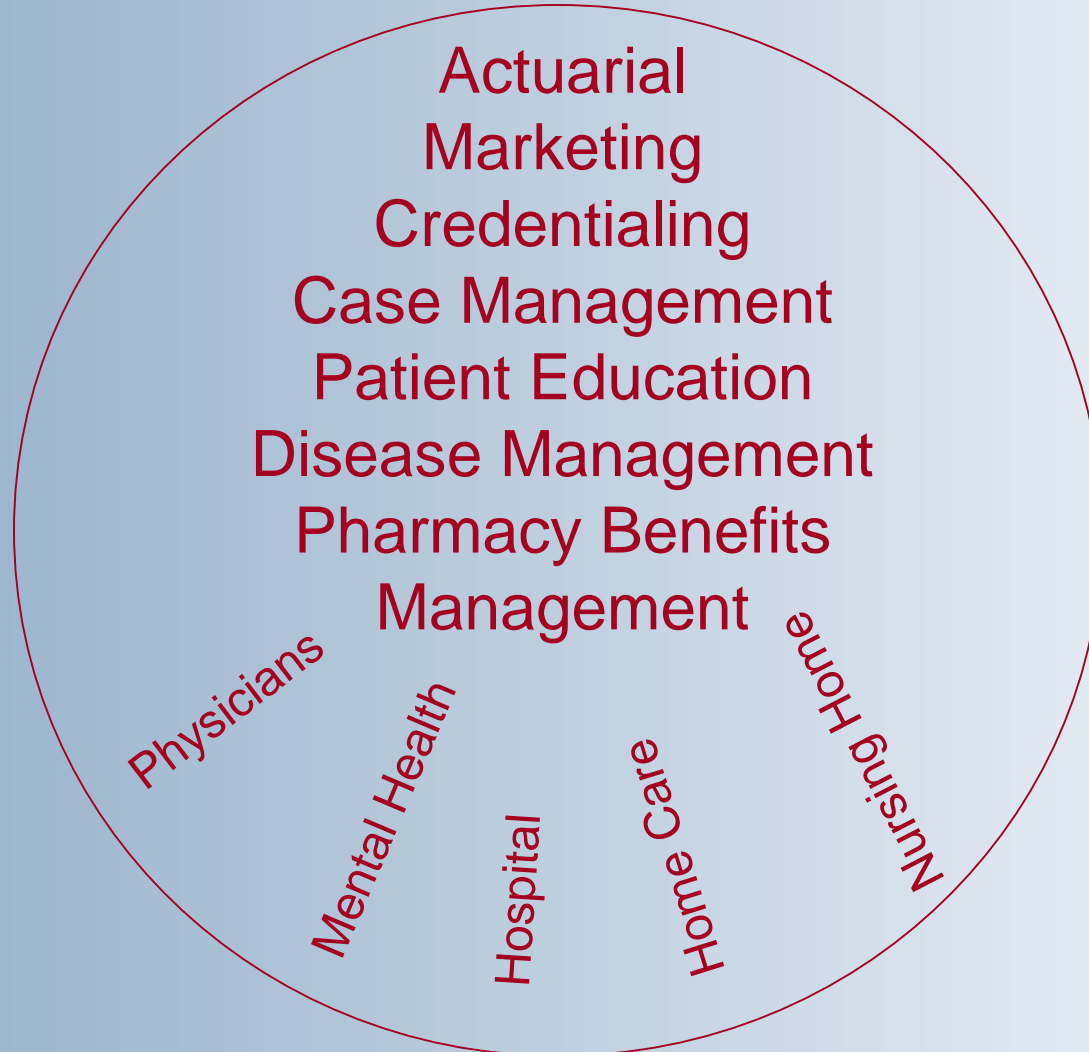 Actuarial
Marketing
Credentialing
Case Management
Patient Education
Disease Management
Pharmacy Benefits
Management
Physicians
Mental Health
Hospital
Home Care
Nursing Home